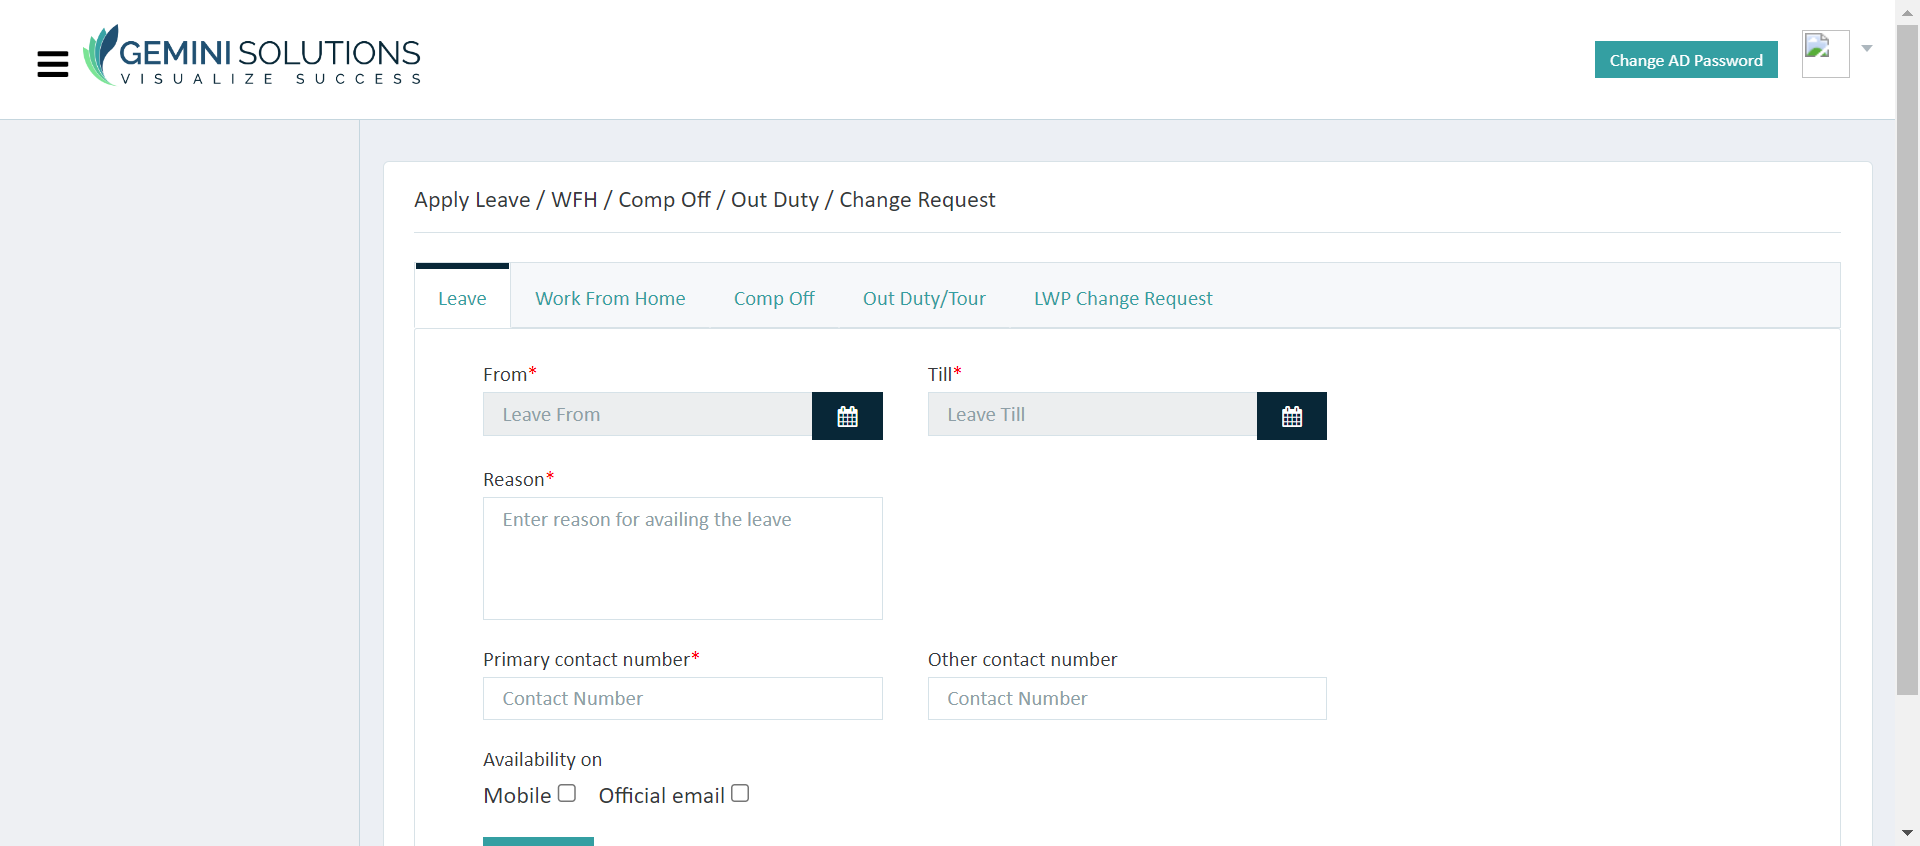 GEMINI SOLUTIONS
VISUALIZE SUCCESS
Change AD Password
Apply Leave / WFH / Comp Off / Out Duty / Change Request
Leave Work From Home Comp Off Out Duty/Tour LWP Change Request
From* Till*
Leave From Leave Till
Reason*
Enter reason for availing the leave
Primary contact number* Other contact number
Contact Number Contact Number
Availability on
Mobile Official email